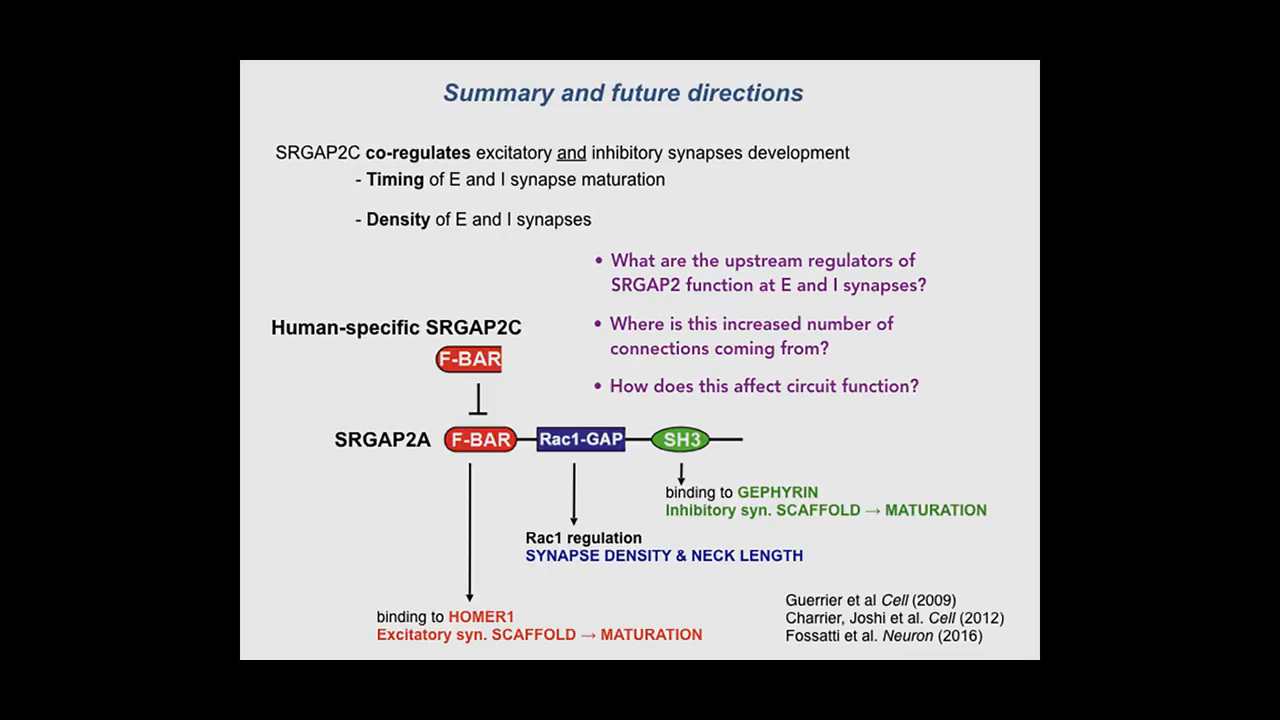 Summary and future directions
SRGAP2C co-regulates excitatory and inhibitory synapses development
- Timing of E and I synapse maturation
- Density of E and I synapses
• What are the upstream regulators of
SRGAP2 function at E and I synapses?
• Where is this increased number of
connections coming from?
• How does this affect circuit function?
Human-specific SRGAP2C
F-BAR
SRGAP2A F-BAR Rac1-GAP SH3
binding to GEPHYRIN
Inhibitory syn. SCAFFOLD → MATURATION
Rac1 regulation
SYNAPSE DENSITY & NECK LENGTH
binding to HOMER1
Excitatory syn. SCAFFOLD → MATURATION
Guerrier et al Cell (2009)
Charrier, Joshi et al. Cell (2012)
Fossatti et al. Neuron (2016)